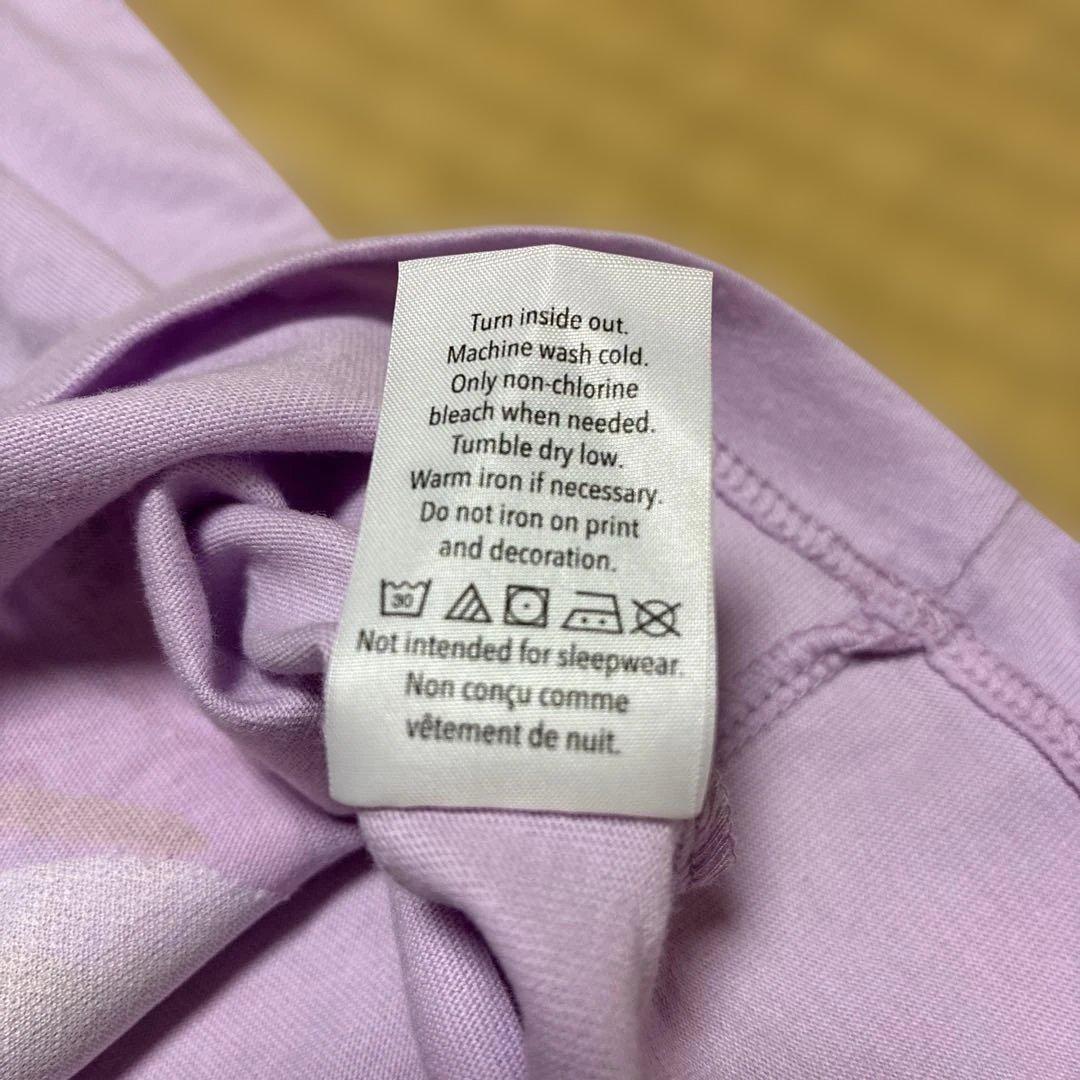 Turn inside out.
Machine wash cold.
Only non-chlorine
bleach when needed.
Tumble dry low.
Warm iron if necessary.
Do not iron on print
and decoration.
30
Not intended for sleepwear.
Non conçu comme
vêtement de nuit.